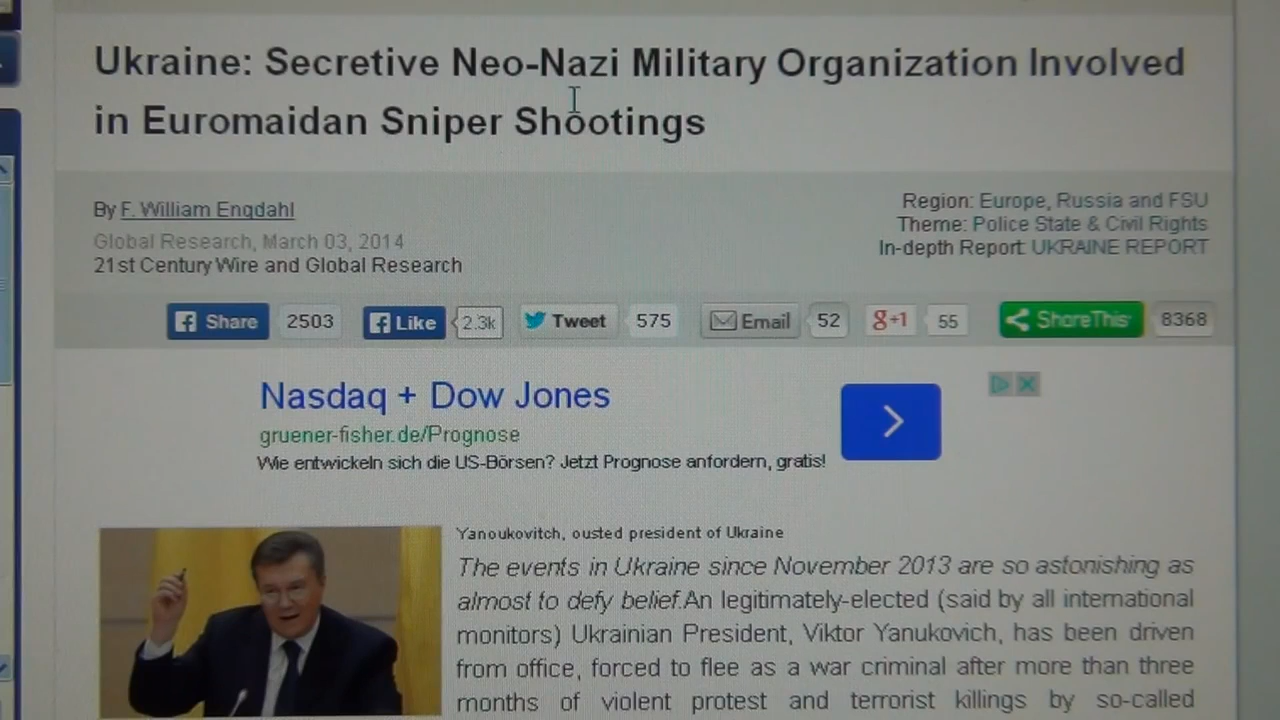 Ukraine: Secretive Neo-Nazi Military Organization Involved
in Euromaidan Sniper Shootings
By F. William Engdahl
Global Research, March 03, 2014
21st Century Wire and Global Research
Region: Europe, Russia and FSU
Theme: Police State & Civil Rights
In-depth Report: UKRAINE REPORT
Share 2503 Like 2.3k Tweet 575 Email 52 g+1 55 ShareThis 8368
Nasdaq + Dow Jones
gruener-fisher.de/Prognose
Wie entwickeln sich die US-Börsen? Jetzt Prognose anfordern, gratis!
Yanoukovitch, ousted president of Ukraine
The events in Ukraine since November 2013 are so astonishing as
almost to defy belief.An legitimately-elected (said by all international
monitors) Ukrainian President, Viktor Yanukovich, has been driven
from office, forced to flee as a war criminal after more than three
months of violent protest and terrorist killings by so-called